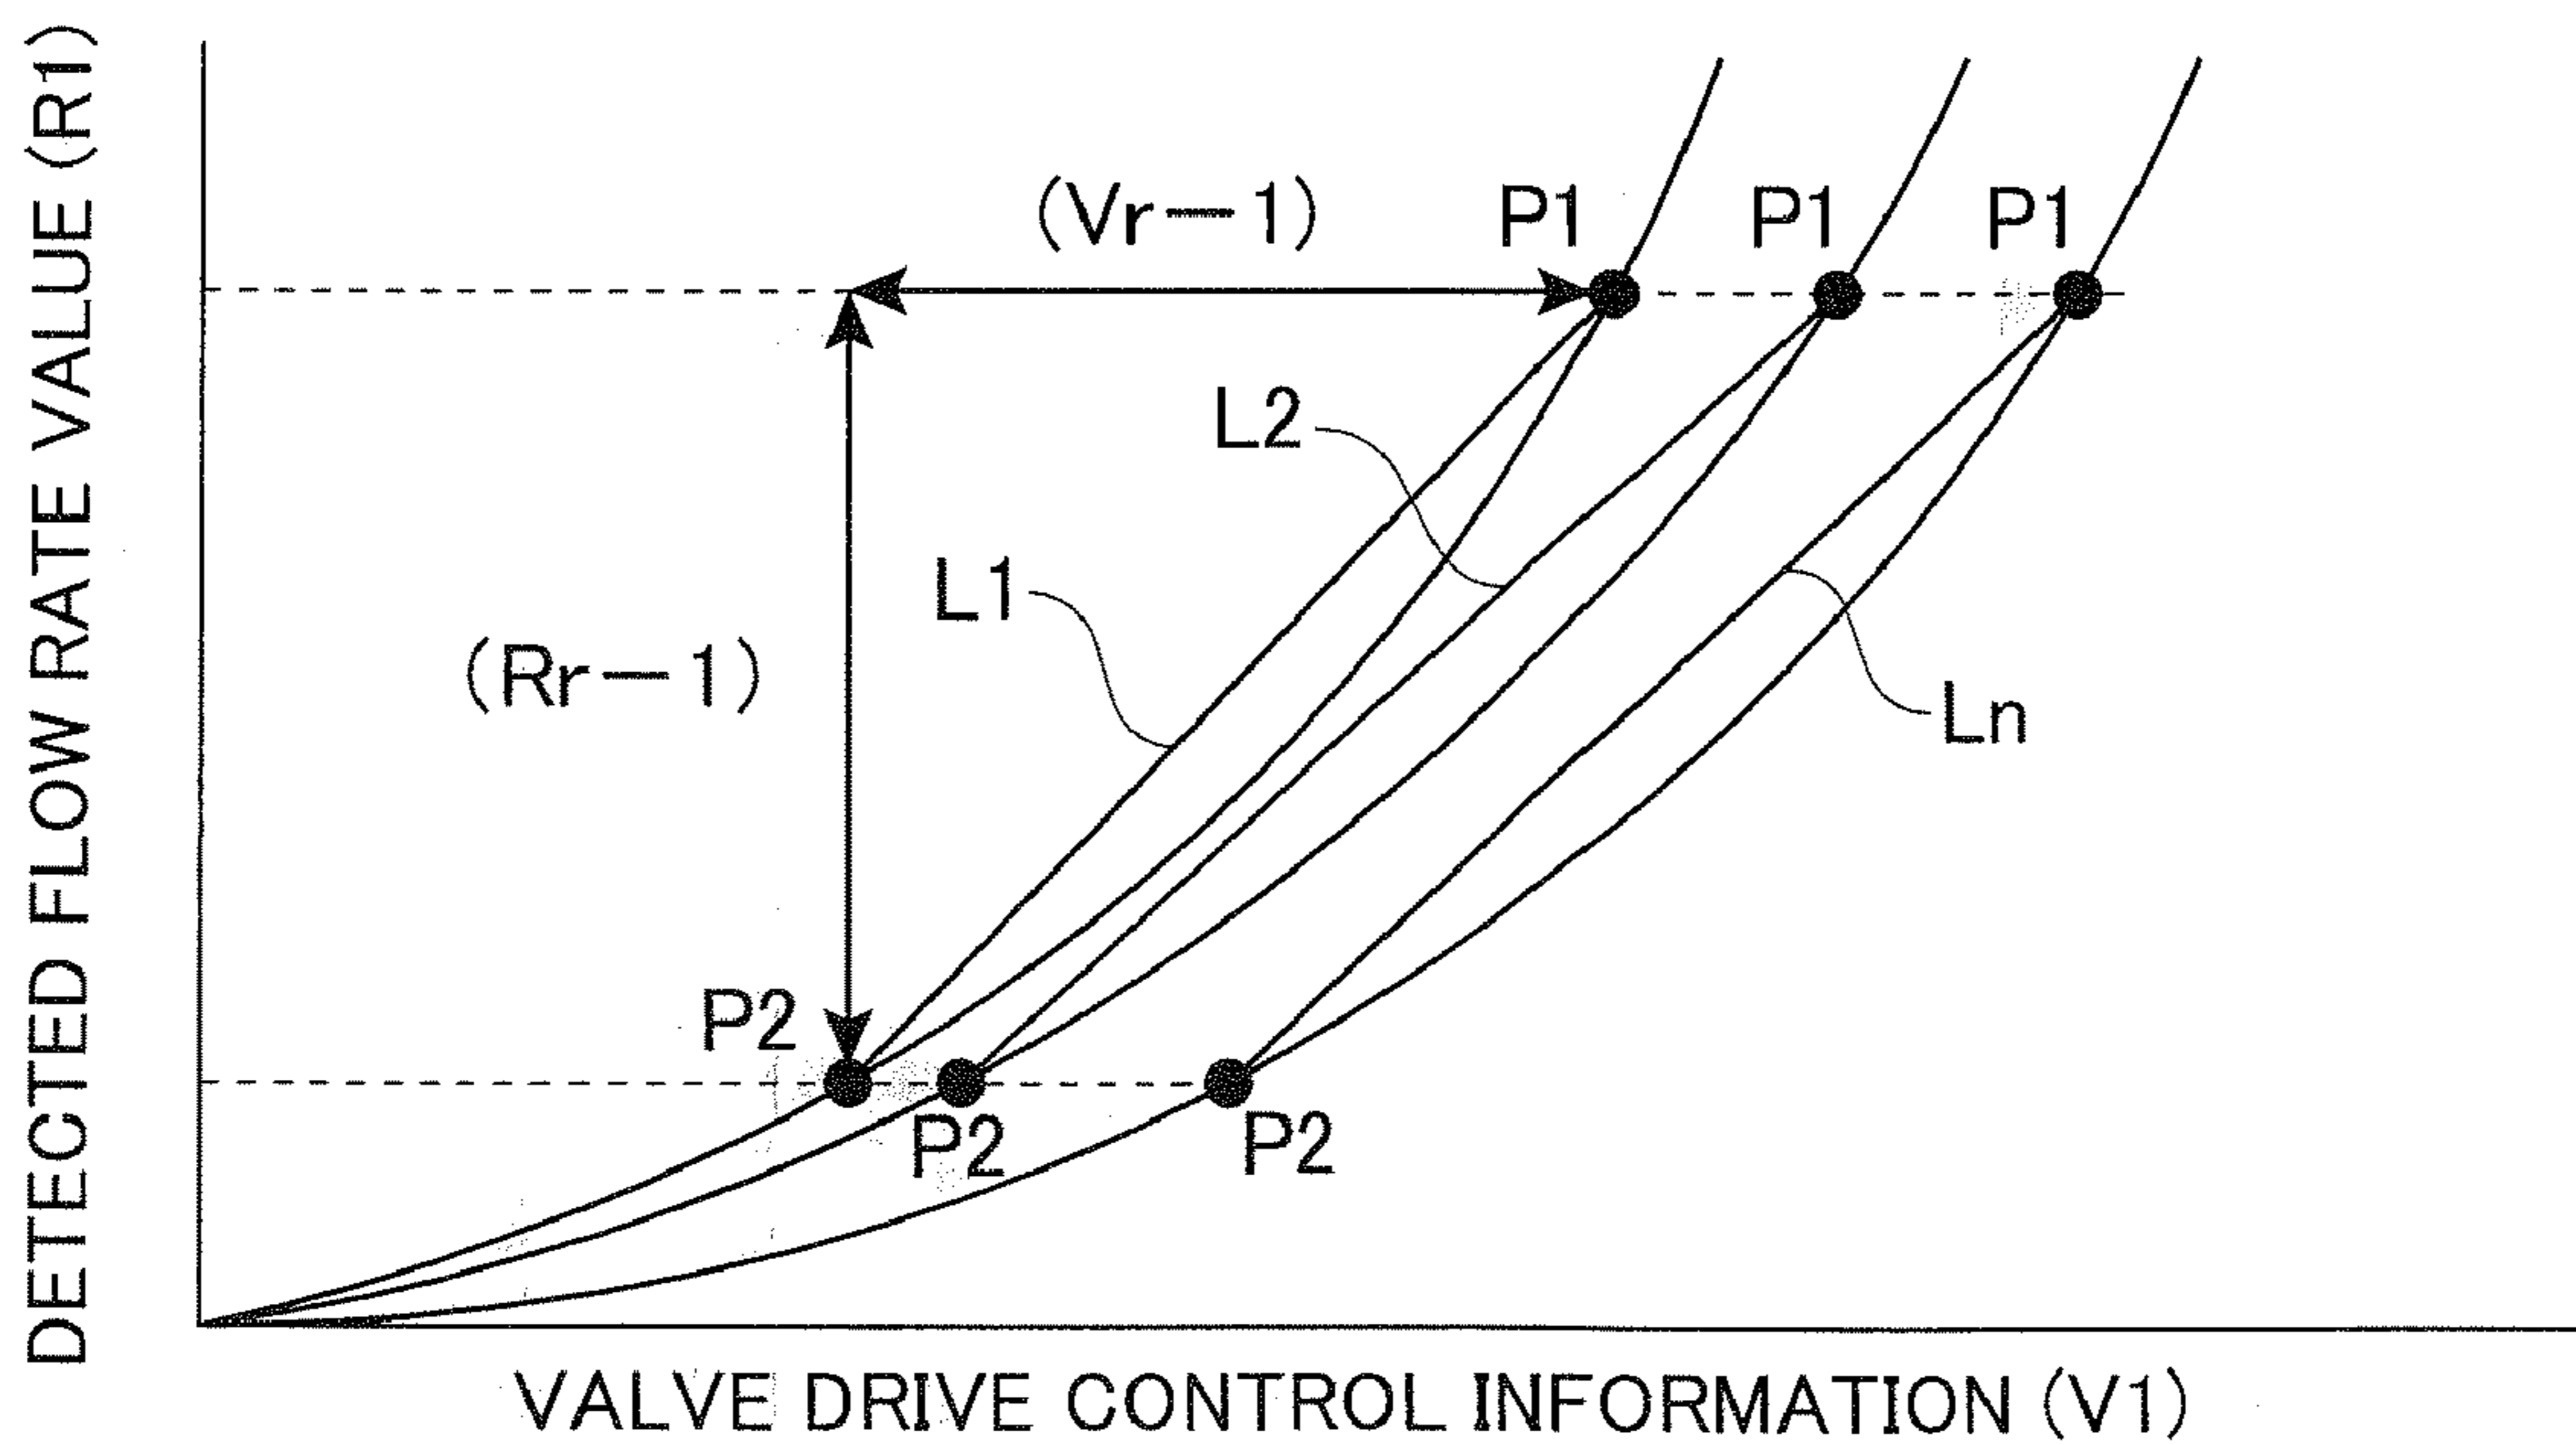 DETECTED FLOW RATE VALUE (R1)
(Vr－1)
P1
P1
P1
L2
L1
(Rr－1)
Ln
P2
P2
P2
VALVE DRIVE CONTROL INFORMATION (V1)